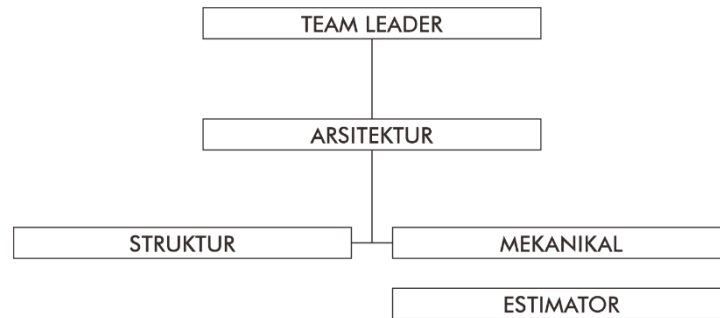 TEAM LEADER
ARSITEKTUR
STRUKTUR
MEKANIKAL
ESTIMATOR